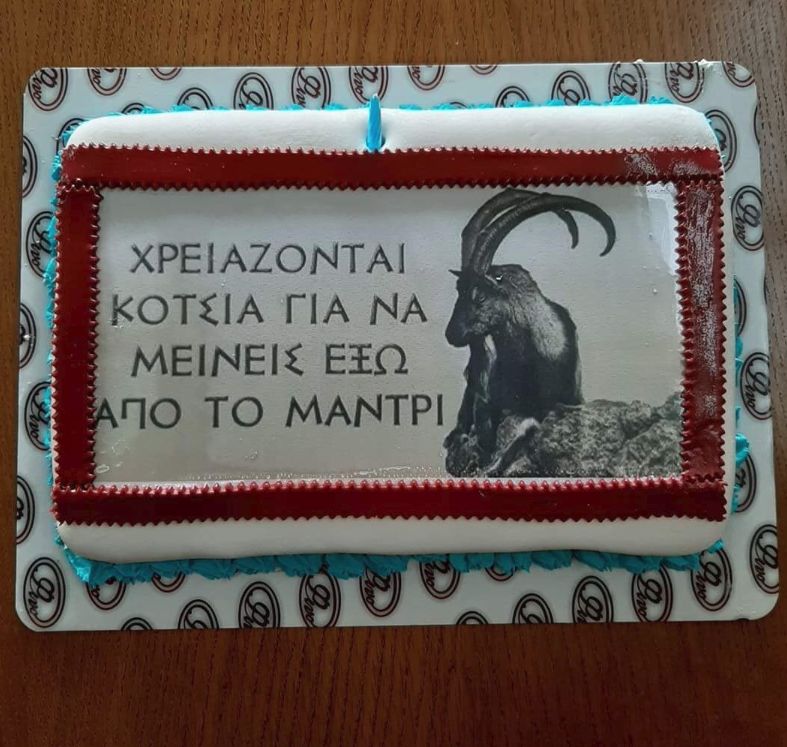 ΧΡΕΙΑΖΟΝΤΑΙ
ΚΟΤΣΙΑ ΓΙΑ ΝΑ
ΜΕΙΝΕΙΣ ΕΞΩ
ΑΠΟ ΤΟ ΜΑΝΤΡΙ